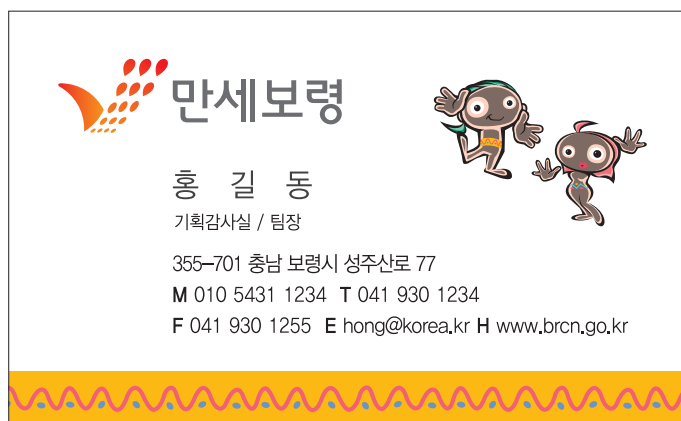 만세보령
홍 길 동
기획감사실 / 팀장
355-701 충남 보령시 성주산로 77
M 010 5431 1234 T 041 930 1234
F 041 930 1255 E hong@korea.kr H www.brcn.go.kr